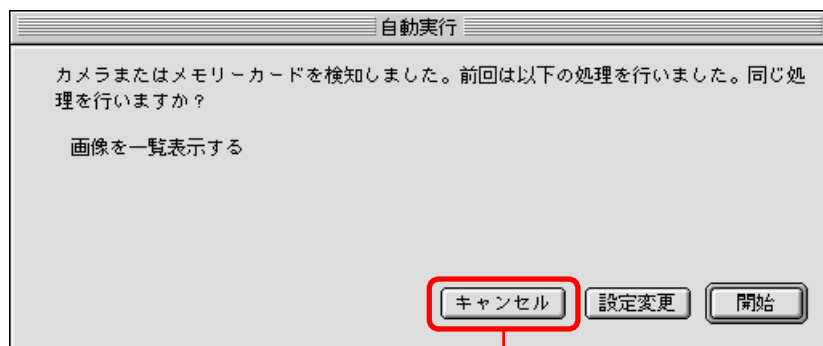 自動実行
カメラまたはメモリーカードを検知しました。前回は以下の処理を行いました。同じ処
理を行いますか?
画像を一覧表示する
キャンセル 設定変更 開始